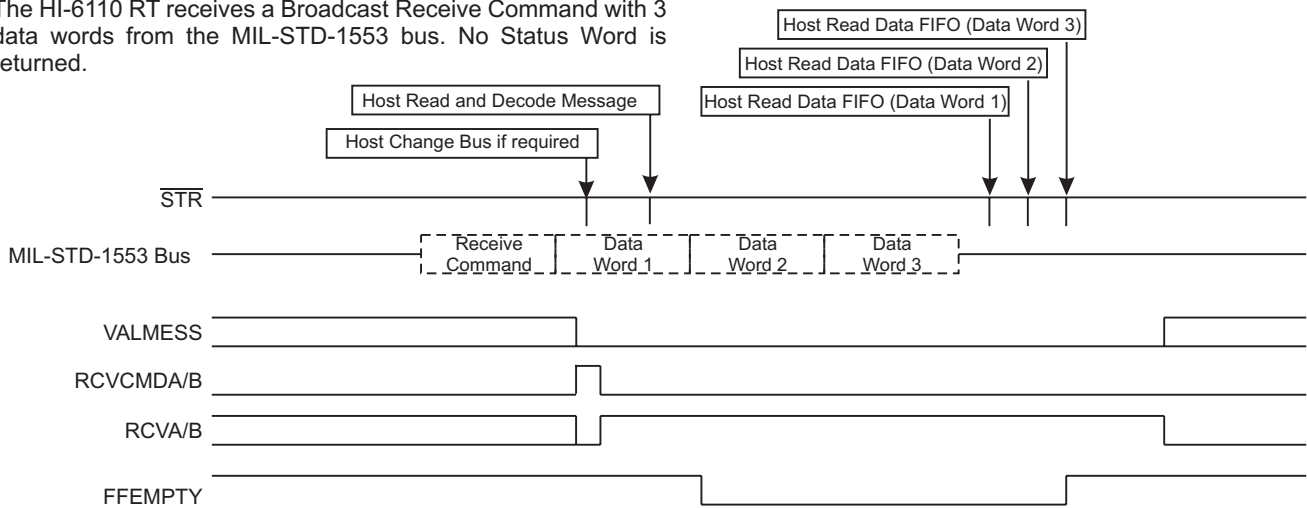 The HI-6110 RT receives a Broadcast Receive Command with 3
data words from the MIL-STD-1553 bus. No Status Word is
returned.
Host Read Data FIFO (Data Word 3)
Host Read Data FIFO (Data Word 2)
Host Read and Decode Message
Host Read Data FIFO (Data Word 1)
Host Change Bus if required
STR
MIL-STD-1553 Bus
Receive
Command
Data
Word 1
Data
Word 2
Data
Word 3
VALMESS
RCVCMDA/B
RCVA/B
FFEMPTY